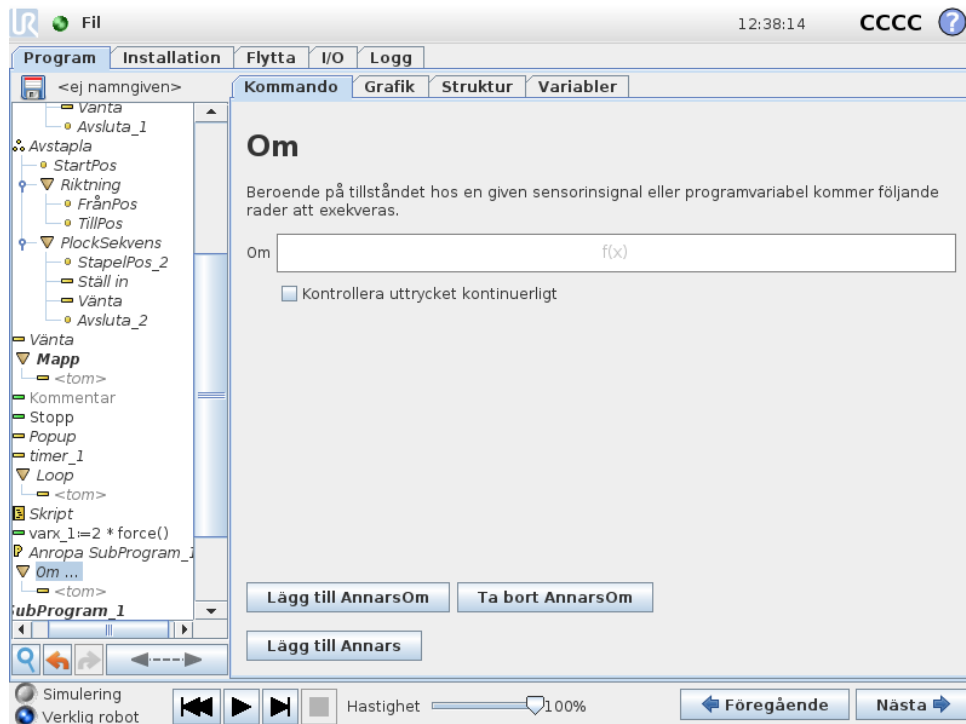 UR Fil 12:38:14 CCCC ?
Program Installation Flytta I/O Logg
<ej namngiven>
Kommando Grafik Struktur Variabler
Vänta
Avsluta_1
Avstapla
StartPos
Riktning
FrånPos
TillPos
PlockSekvens
StapelPos_2
Ställ in
Vänta
Avsluta_2
Vänta
Mapp
<tom>
Kommentar
Stopp
Popup
timer_1
Loop
<tom>
Skript
varx_1:=2 * force()
P Anropa SubProgram_1
Om ...
<tom>
SubProgram_1
Om
Beroende på tillståndet hos en given sensorinsignal eller programvariabel kommer följande
rader att exekveras.
Om f(x)
Kontrollera uttrycket kontinuerligt
Lägg till AnnarsOm Ta bort AnnarsOm
Lägg till Annars
Simulering
Verklig robot
Hastighet 100%
Föregående Nästa